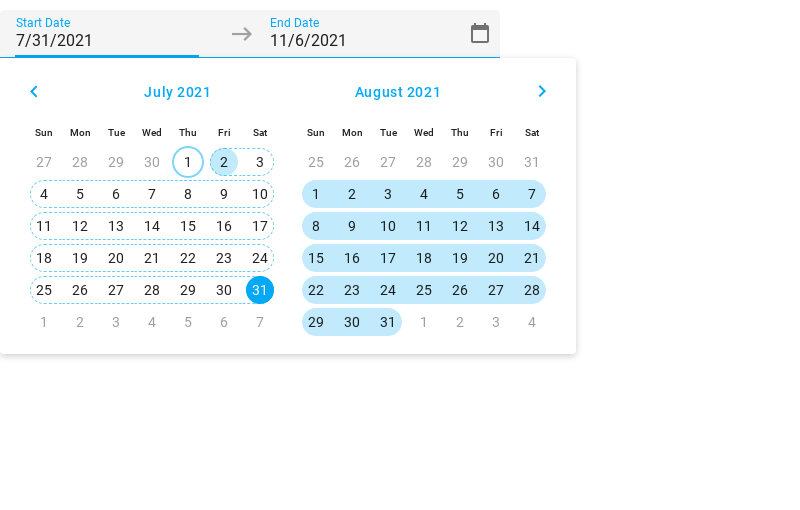 Start Date End Date
7/31/2021 11/6/2021
July 2021 August 2021
Sun Mon Tue Wed Thu Fri Sat Sun Mon Tue Wed Thu Fri Sat
27 28 29 30 1 2 3 25 26 27 28 29 30 31
4 5 6 7 8 9 10 1 2 3 4 5 6 7
11 12 13 14 15 16 17 8 9 10 11 12 13 14
18 19 20 21 22 23 24 15 16 17 18 19 20 21
25 26 27 28 29 30 31 22 23 24 25 26 27 28
1 2 3 4 5 6 7 29 30 31 1 2 3 4